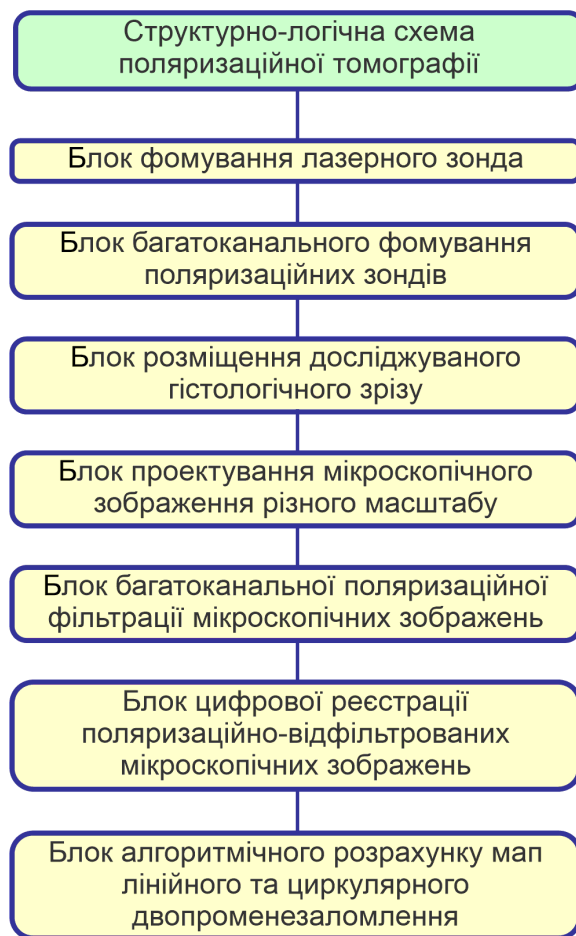 Структурно-логічна схема
поляризаційної томографії
Блок фомування лазерного зонда
Блок багатоканального фомування
поляризаційних зондів
Блок розміщення досліджуваного
гістологічного зрізу
Блок проектування мікроскопічного
зображення різного масштабу
Блок багатоканальної поляризаційної
фільтрації мікроскопічних зображень
Блок цифрової реєстрації
поляризаційно-відфільтрованих
мікроскопічних зображень
Блок алгоритмічного розрахунку мап
лінійного та циркулярного
двопроменезаломлення